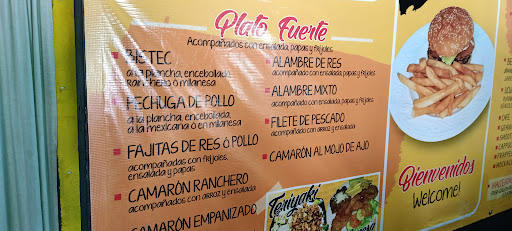 Plato Fuerte
Acompañados con ensalada, papas y frijoles
BISTEC
a la plancha, encebollado,
ranchero ó milanesa
PECHUGA DE POLLO
a la plancha, encebollada,
a la mexicana ó en milanesa
FAJITAS DE RES ó POLLO
acompañadas con frijoles,
ensalada y papas
CAMARÓN RANCHERO
acompañados con arroz y ensalada
CAMARÓN EMPANIZADO
ALAMBRE DE RES
acompañado con ensalada, papas y frijoles
ALAMBRE MIXTO
acompañado con ensalada, papas y frijoles
FILETE DE PESCADO
acompañado con arroz y ensalada
CAMARÓN AL MOJO DE AJO
Teriyaki
Bienvenidos
Welcome!